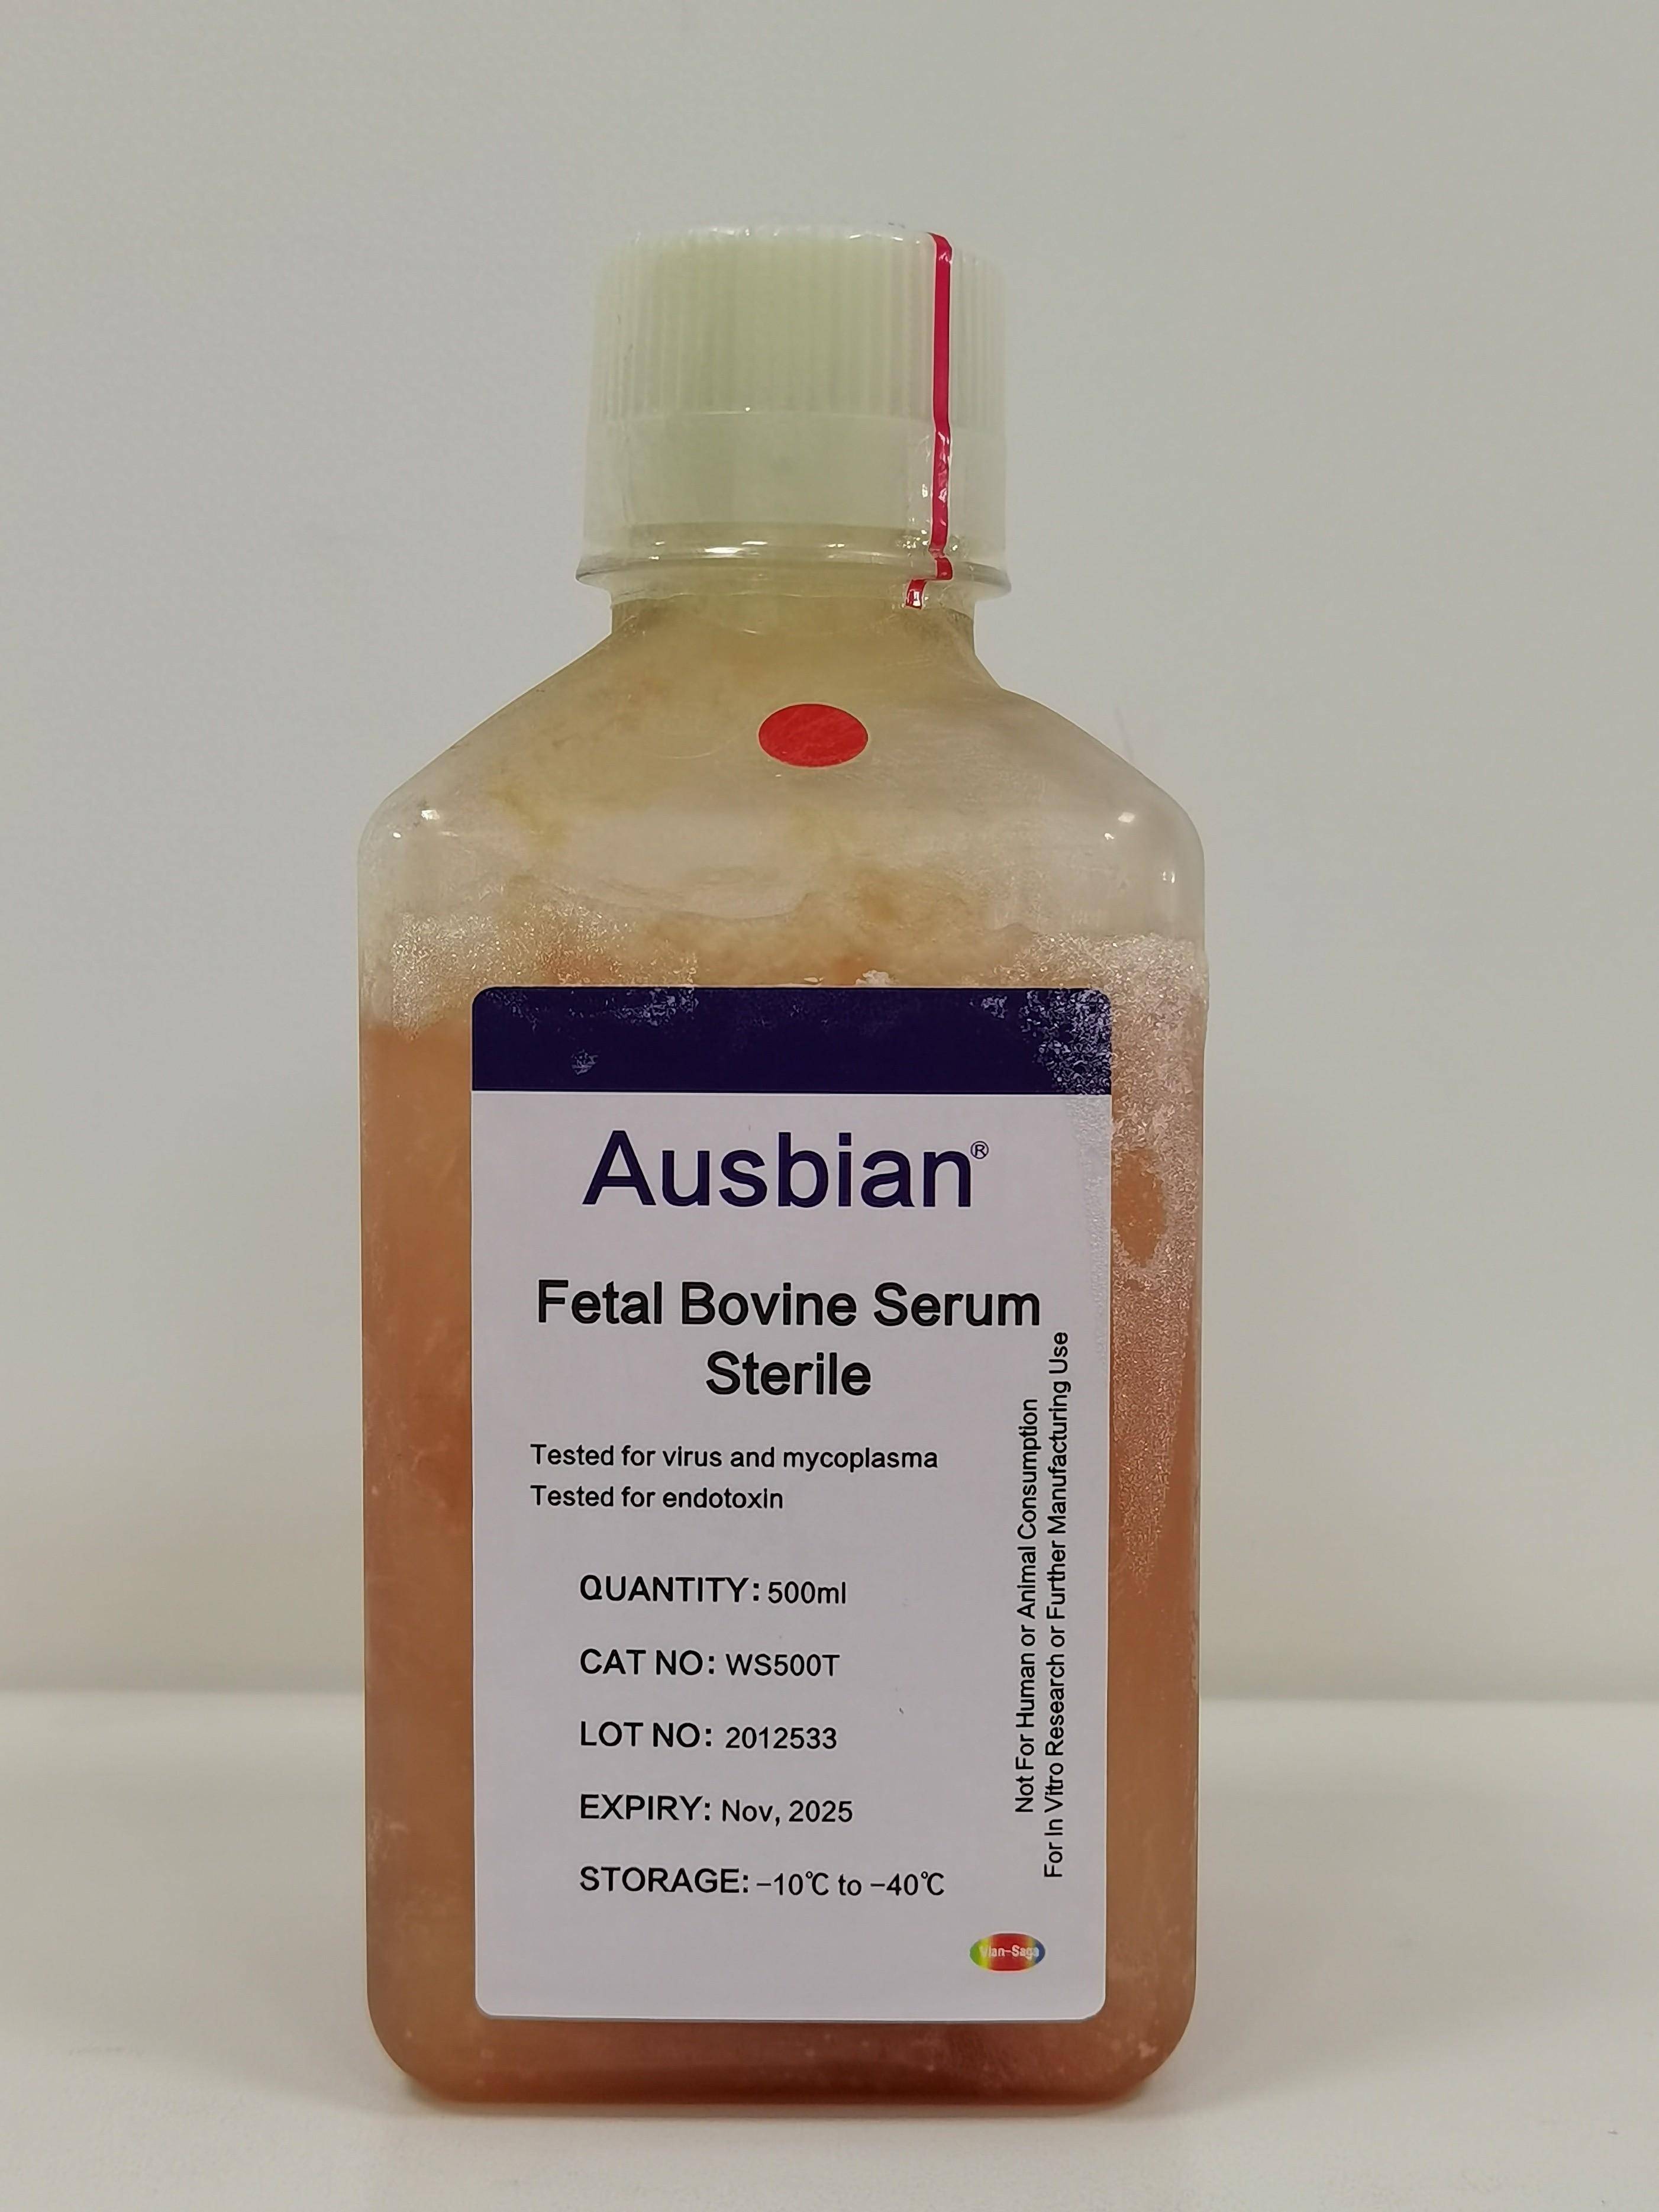 Ausbian®
Fetal Bovine Serum
Sterile
Tested for virus and mycoplasma
Tested for endotoxin
QUANTITY: 500ml
CAT NO: WS500T
LOT NO: 2012533
EXPIRY: Nov, 2025
STORAGE: −10℃ to −40℃
Not For Human or Animal Consumption
For In Vitro Research or Further Manufacturing Use
Vian-Saga